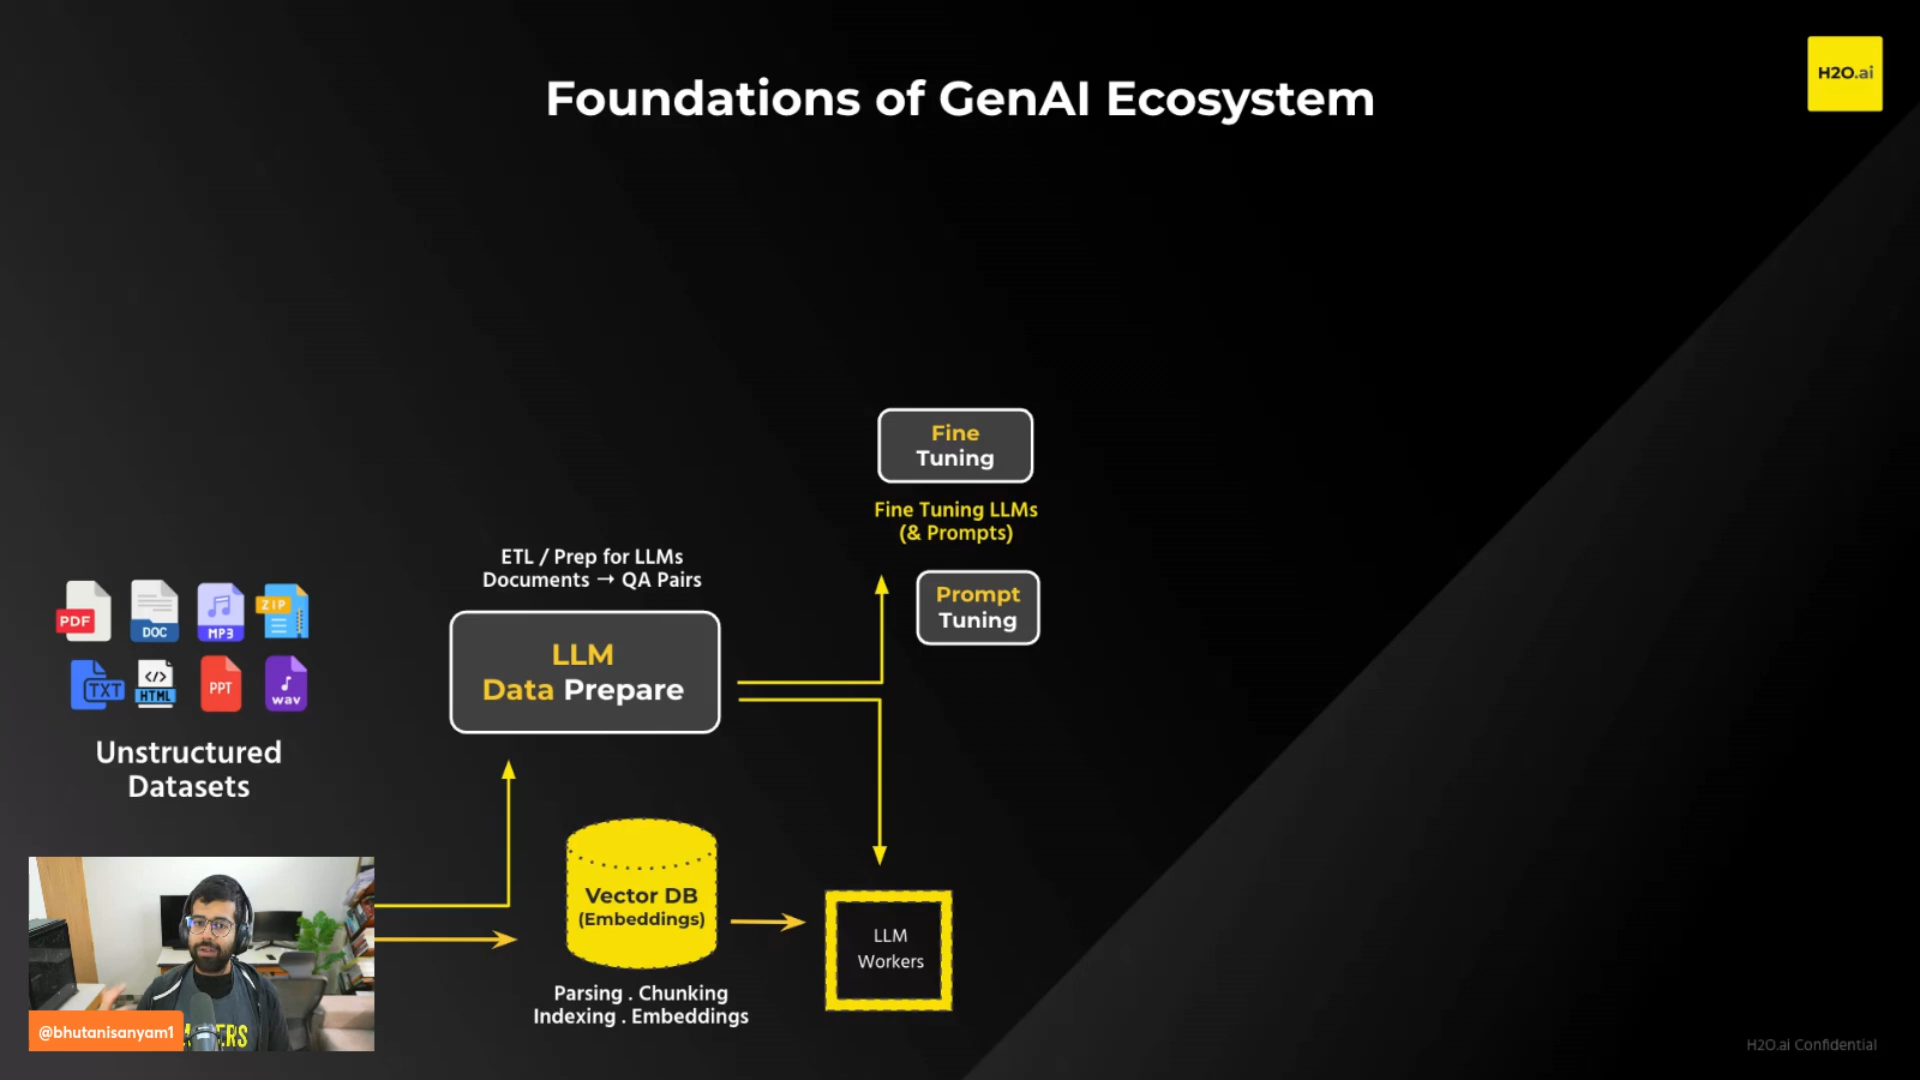 Foundations of GenAI Ecosystem
H2O.ai
Fine
Tuning
Fine Tuning LLMs
(& Prompts)
Prompt
Tuning
ETL / Prep for LLMs
Documents → QA Pairs
LLM
Data Prepare
PDF
DOC
MP3
ZIP
TXT
</>
HTML
PPT
wav
Unstructured
Datasets
Vector DB
(Embeddings)
Parsing . Chunking
Indexing . Embeddings
LLM
Workers
@bhutanisanyam1
H2O.ai Confidential